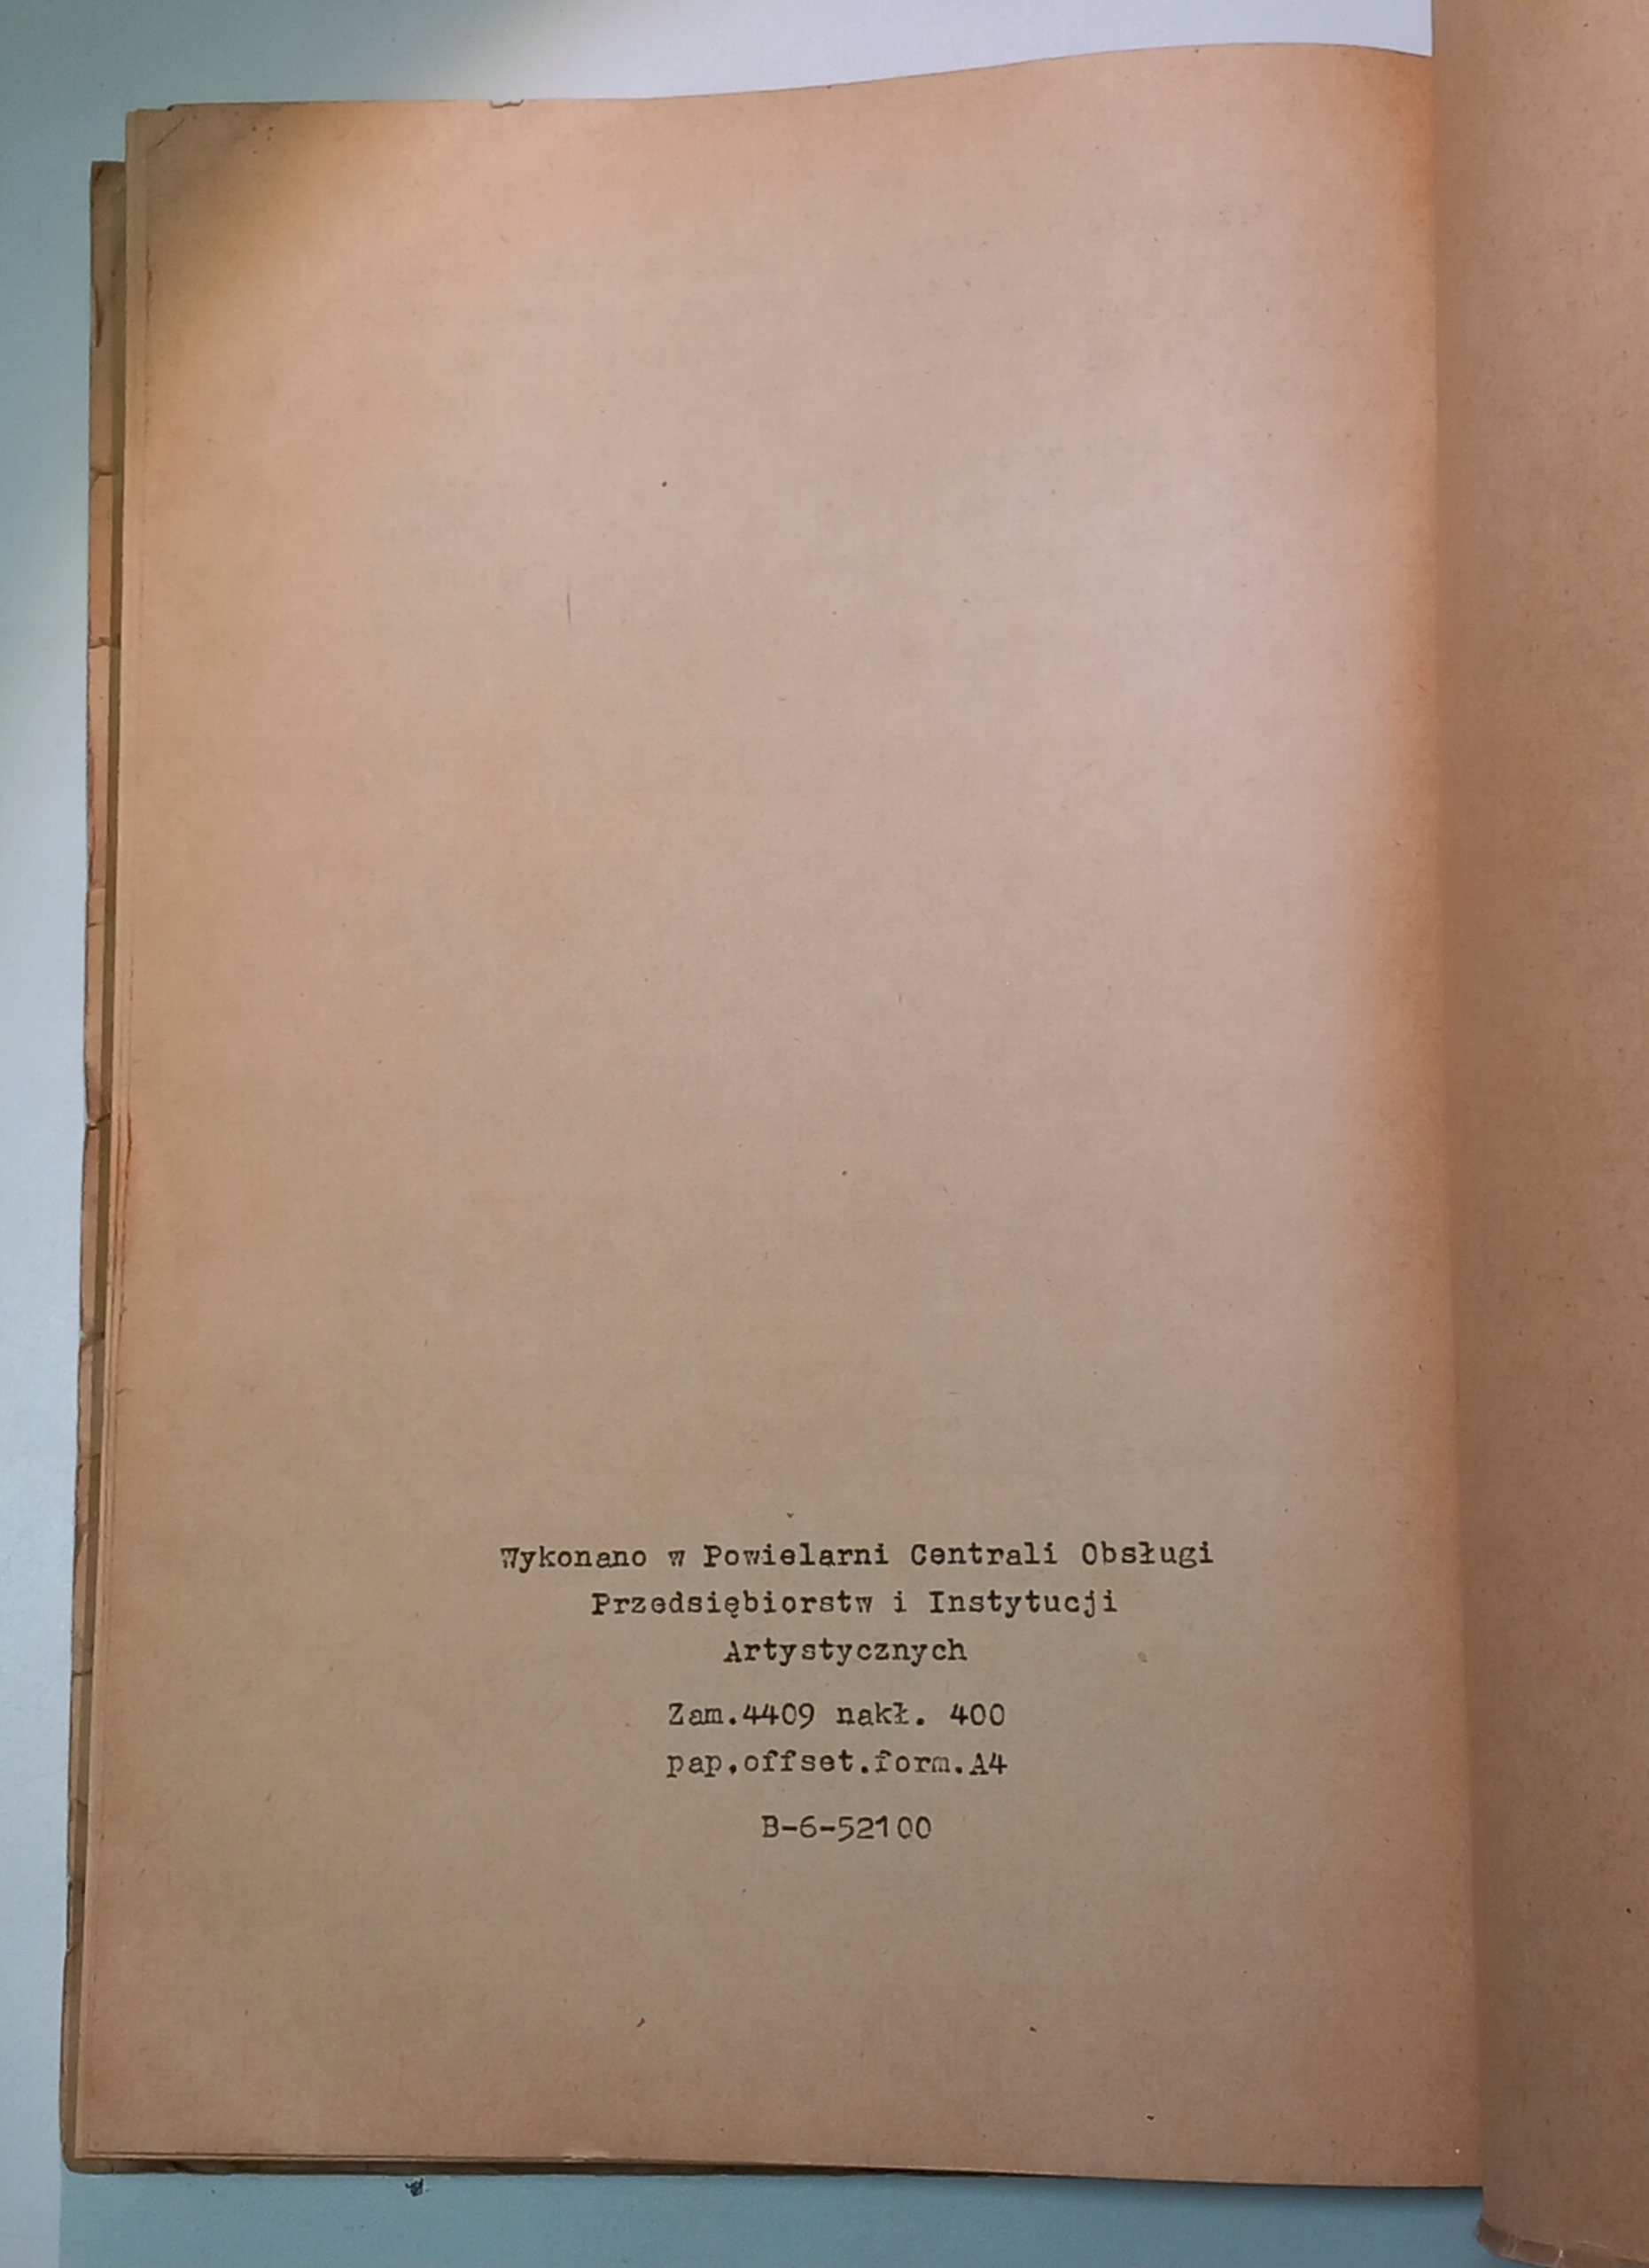 Wykonano w Powielarni Centrali Obsługi
Przedsiębiorstw i Instytucji
Artystycznych
Zam.4409 nakł. 400
pap.offset.form.A4
B-6-52100